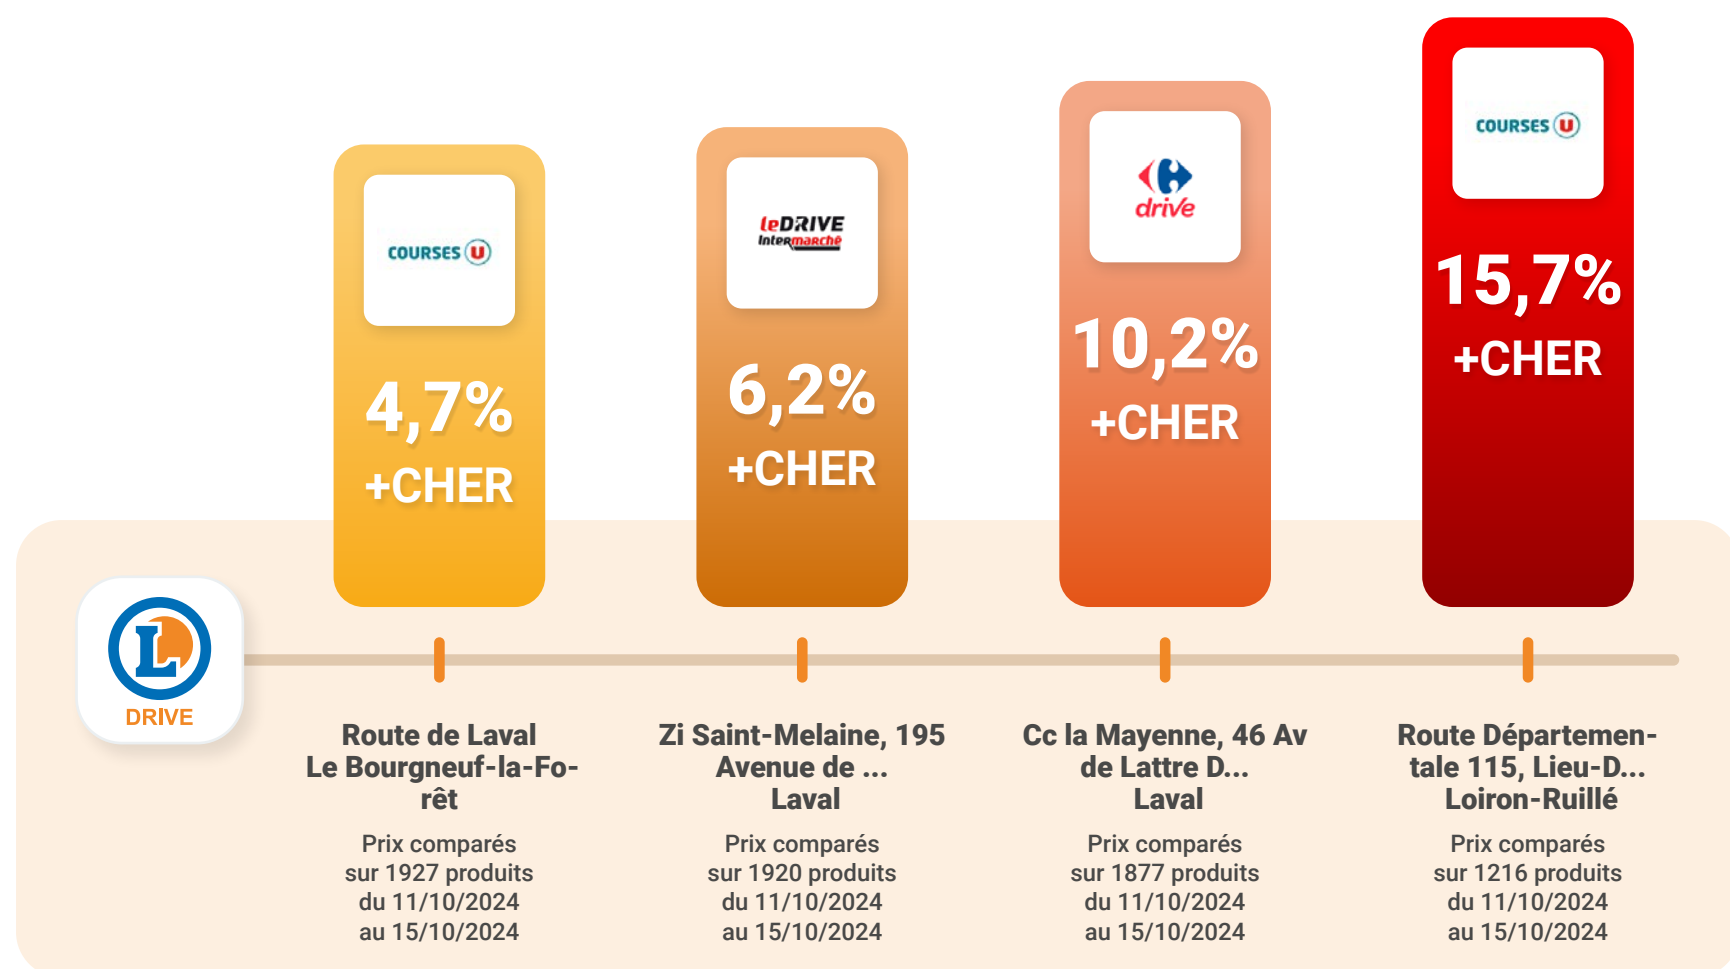 COURSES U
4,7%
+CHER
leDRIVE
Intermarché
6,2%
+CHER
drive
10,2%
+CHER
COURSES U
15,7%
+CHER
L
DRIVE
Route de Laval
Le Bourgneuf-la-Fo-
rêt
Prix comparés
sur 1927 produits
du 11/10/2024
au 15/10/2024
Zi Saint-Melaine, 195
Avenue de ...
Laval
Prix comparés
sur 1920 produits
du 11/10/2024
au 15/10/2024
Cc la Mayenne, 46 Av
de Lattre D...
Laval
Prix comparés
sur 1877 produits
du 11/10/2024
au 15/10/2024
Route Départemen-
tale 115, Lieu-D...
Loiron-Ruillé
Prix comparés
sur 1216 produits
du 11/10/2024
au 15/10/2024